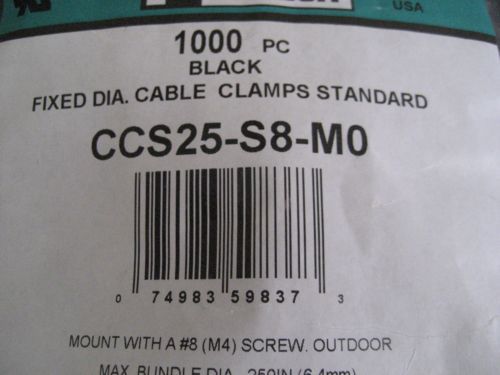 USA
1000 PC
BLACK
FIXED DIA. CABLE CLAMPS STANDARD
CCS25-S8-M0
0 74983 59837 3
MOUNT WITH A #8 (M4) SCREW. OUTDOOR
MAX. BUNDLE DIA. .250IN (6.4mm)